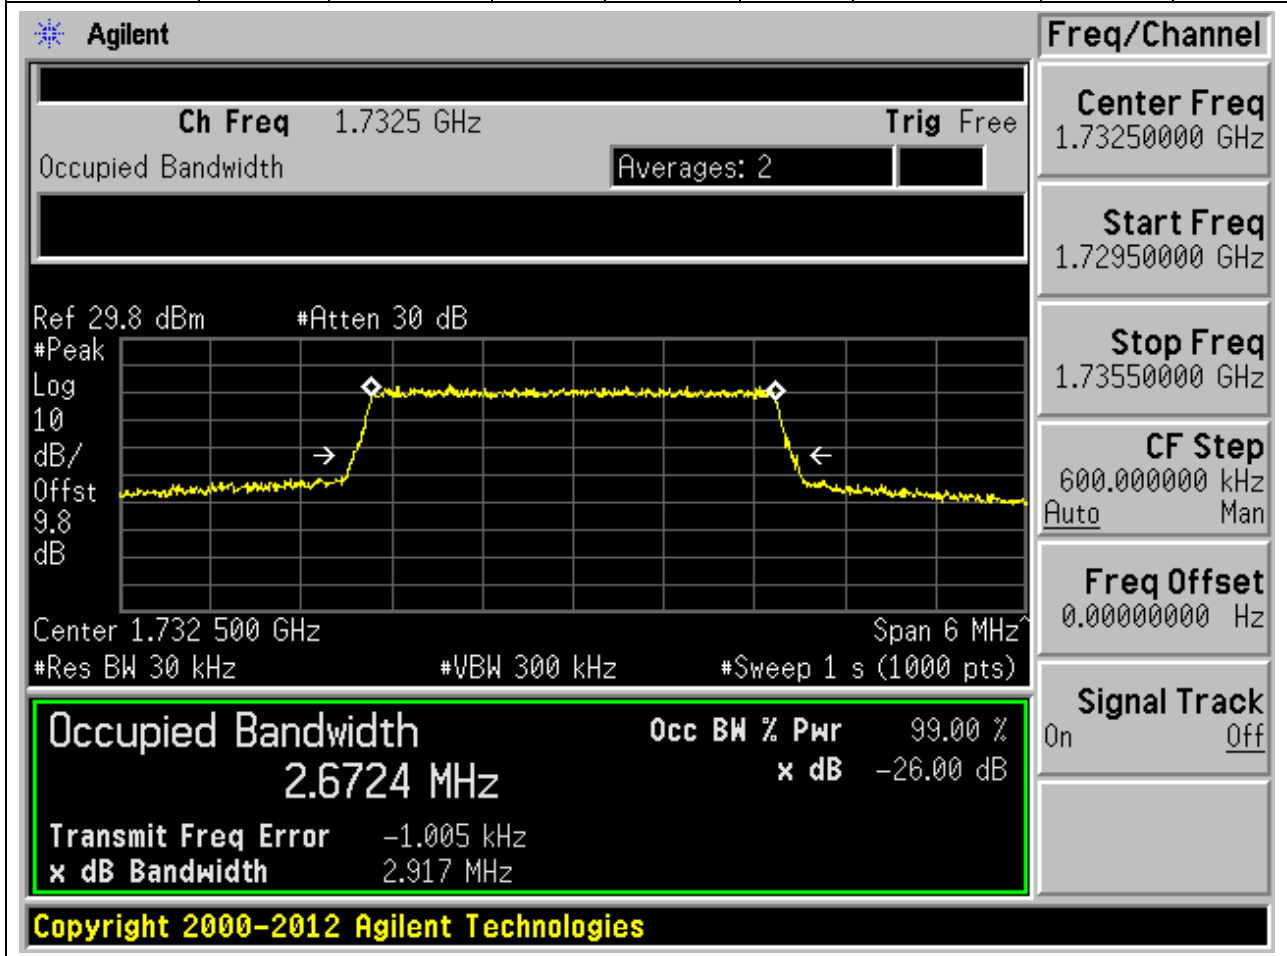 Agilent
Freq/Channel
Ch Freq 1.7325 GHz Trig Free
Occupied Bandwidth Averages: 2
Center Freq
1.73250000 GHz
Start Freq
1.72950000 GHz
Stop Freq
1.73550000 GHz
CF Step
600.000000 kHz
Auto Man
Freq Offset
0.00000000 Hz
Signal Track
On Off
Ref 29.8 dBm #Atten 30 dB
#Peak
Log
10
dB/
Offst
9.8
dB
Center 1.732 500 GHz Span 6 MHz^
#Res BW 30 kHz #VBW 300 kHz #Sweep 1 s (1000 pts)
Occupied Bandwidth
2.6724 MHz
Occ BW % Pwr 99.00 %
x dB -26.00 dB
Transmit Freq Error -1.005 kHz
x dB Bandwidth 2.917 MHz
Copyright 2000-2012 Agilent Technologies